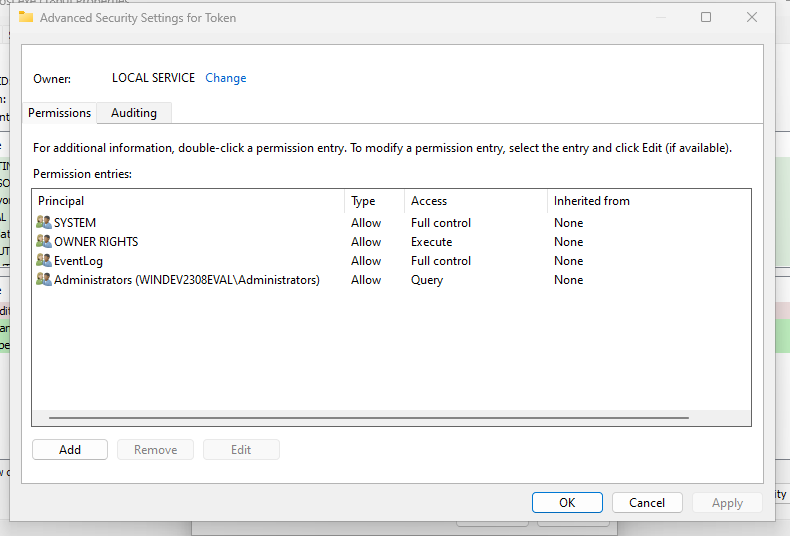 Advanced Security Settings for Token
Owner: LOCAL SERVICE Change
Permissions Auditing
For additional information, double-click a permission entry. To modify a permission entry, select the entry and click Edit (if available).
Permission entries:
Principal Type Access Inherited from
SYSTEM Allow Full control None
OWNER RIGHTS Allow Execute None
EventLog Allow Full control None
Administrators (WINDEV2308EVAL\Administrators) Allow Query None
Add Remove Edit
OK Cancel Apply